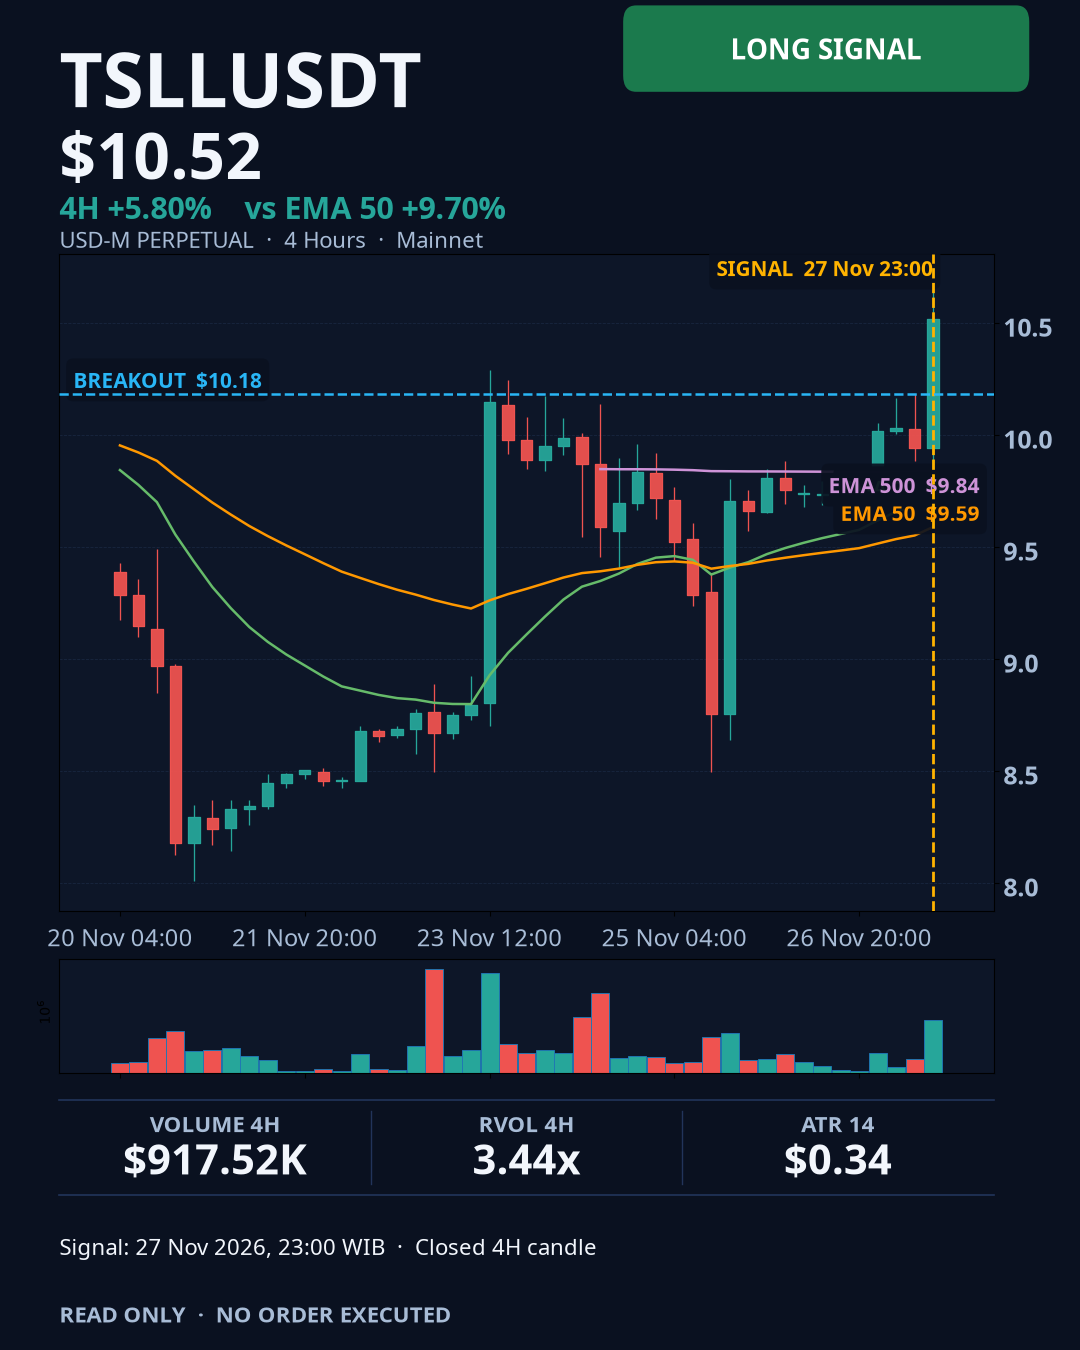 LONG SIGNAL
TSLLUSDT
$10.52
4H +5.80% vs EMA 50 +9.70%
USD-M PERPETUAL · 4 Hours · Mainnet
SIGNAL 27 Nov 23:00
10.5
BREAKOUT $10.18
10.0
EMA 500 $9.84
EMA 50 $9.59
9.5
9.0
8.5
8.0
20 Nov 04:00 21 Nov 20:00 23 Nov 12:00 25 Nov 04:00 26 Nov 20:00
10⁶
VOLUME 4H RVOL 4H ATR 14
$917.52K 3.44x $0.34
Signal: 27 Nov 2026, 23:00 WIB · Closed 4H candle
READ ONLY · NO ORDER EXECUTED